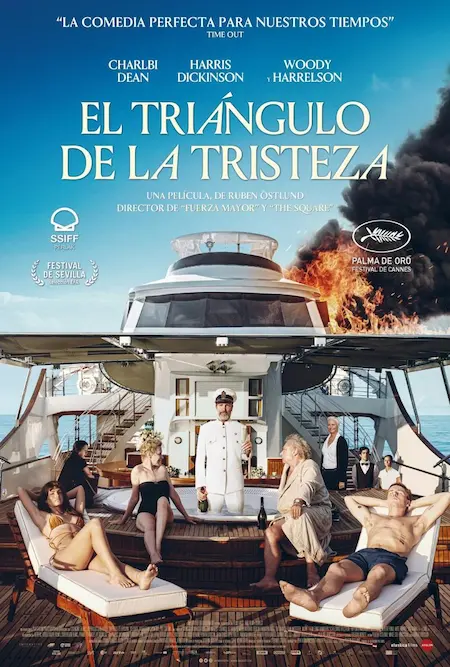 “LA COMEDIA PERFECTA PARA NUESTROS TIEMPOS”
TIME OUT
CHARLBI DEAN
HARRIS DICKINSON
WOODY Y HARRELSON
EL TRIÁNGULO
DE LA TRISTEZA
UNA PELÍCULA, DE RUBEN ÖSTLUND
DIRECTOR DE “FUERZA MAYOR” Y “THE SQUARE”
SSIFF
FESTIVAL
DE SEVILLA
PALMA DE ORO
FESTIVAL DE CANNES